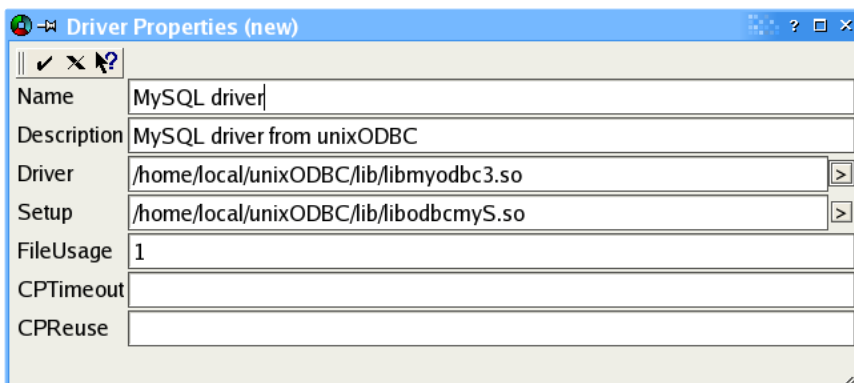 Driver Properties (new)
Name MySQL driver
Description MySQL driver from unixODBC
Driver /home/local/unixODBC/lib/libmyodbc3.so >
Setup /home/local/unixODBC/lib/libodbcmyS.so >
FileUsage 1
CPTimeout
CPReuse